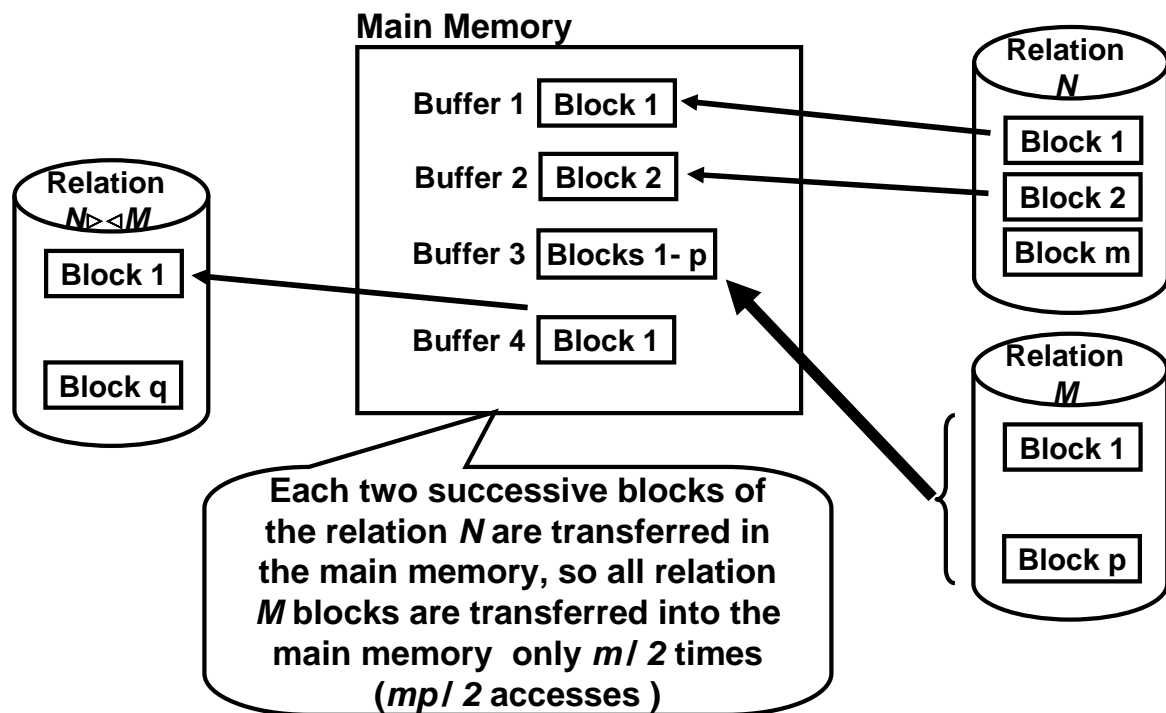 Main Memory
Buffer 1
Block 1
Buffer 2
Block 2
Buffer 3
Blocks 1- p
Buffer 4
Block 1
Relation
N
Block 1
Block 2
Block m
Relation
N▷◁M
Block 1
Block q
Relation
M
Block 1
Block p
Each two successive blocks of
the relation N are transferred in
the main memory, so all relation
M blocks are transferred into the
main memory only m/ 2 times
(mp/ 2 accesses )